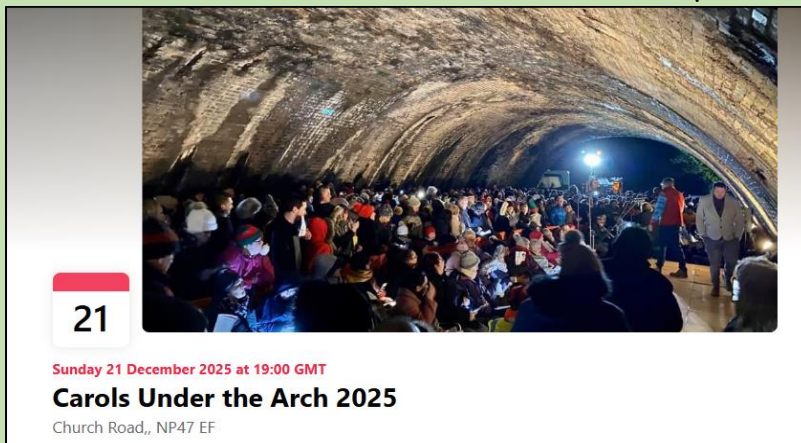 21
Sunday 21 December 2025 at 19:00 GMT
Carols Under the Arch 2025
Church Road,, NP47 EF